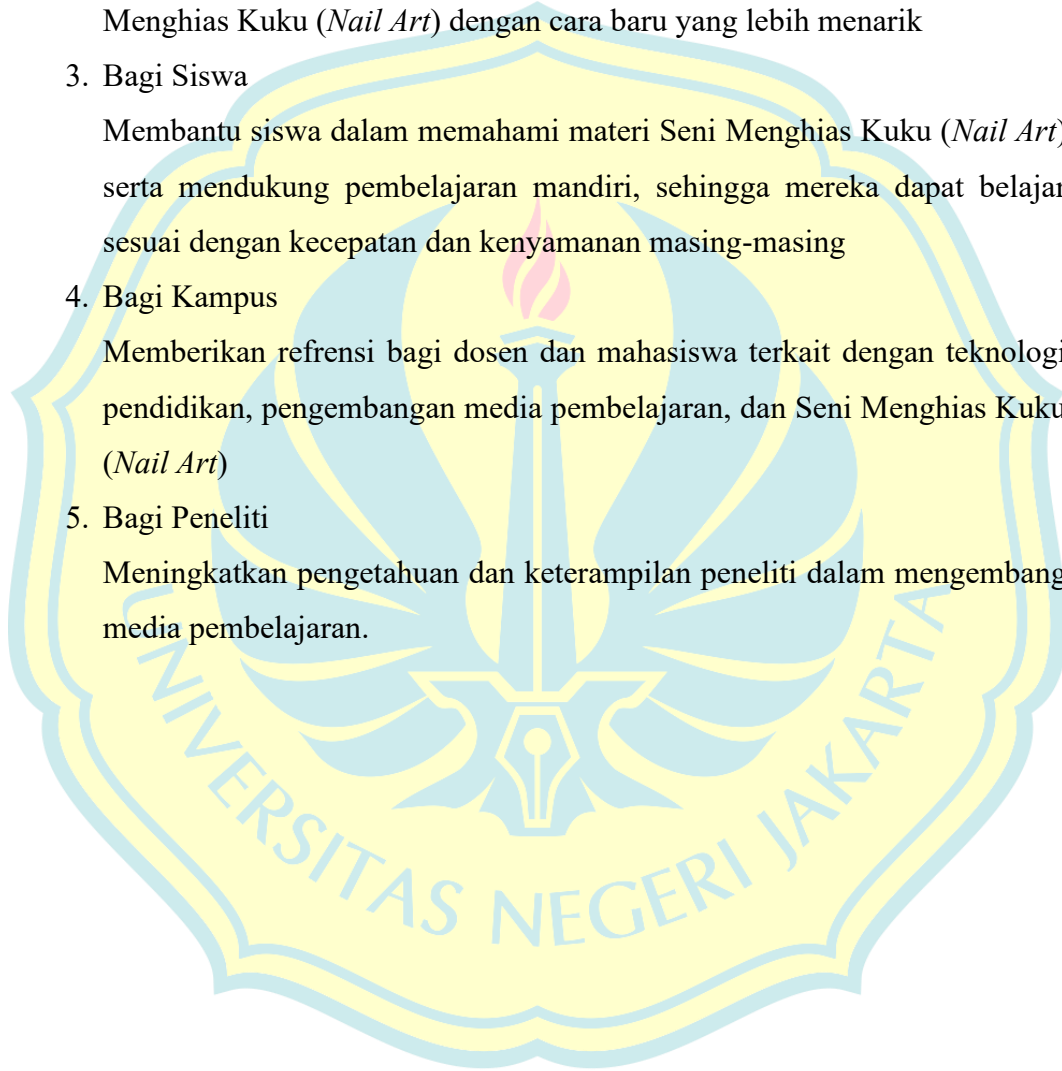 Menghias Kuku (Nail Art) dengan cara baru yang lebih menarik
3. Bagi Siswa
Membantu siswa dalam memahami materi Seni Menghias Kuku (Nail Art)
serta mendukung pembelajaran mandiri, sehingga mereka dapat belajar
sesuai dengan kecepatan dan kenyamanan masing-masing
4. Bagi Kampus
Memberikan refrensi bagi dosen dan mahasiswa terkait dengan teknologi
pendidikan, pengembangan media pembelajaran, dan Seni Menghias Kuku
(Nail Art)
5. Bagi Peneliti
Meningkatkan pengetahuan dan keterampilan peneliti dalam mengembang
media pembelajaran.
UNIVERSITAS NEGERI JAKARTA